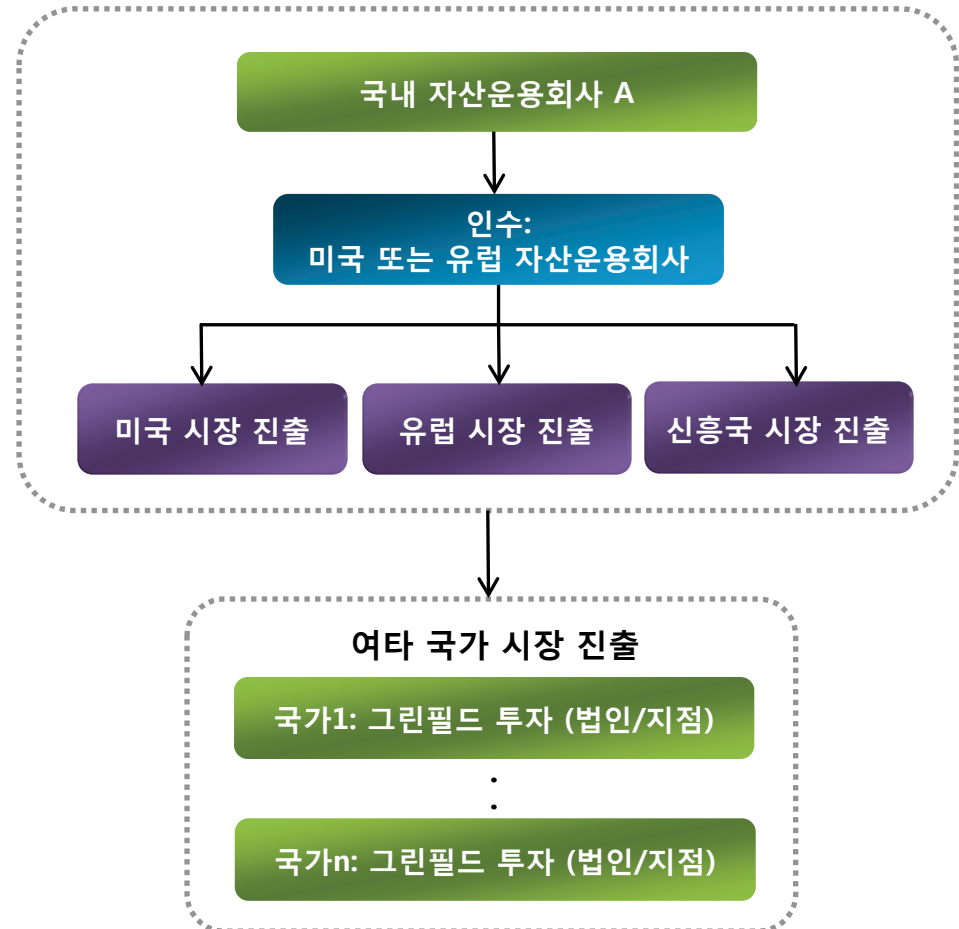 국내 자산운용회사 A
인수:
미국 또는 유럽 자산운용회사
미국 시장 진출
유럽 시장 진출
신흥국 시장 진출
여타 국가 시장 진출
국가1: 그린필드 투자 (법인/지점)
:
국가n: 그린필드 투자 (법인/지점)